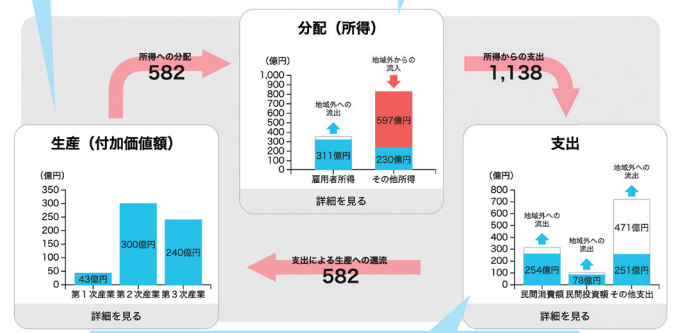 分配（所得）
（億円）
1,000
900
800
700
600
500
400
300
200
100
0
地域外への
流出
地域外からの
流入
311億円
597億円
230億円
雇用者所得
その他所得
詳細を見る
所得への分配
582
所得からの支出
1,138
生産（付加価値額）
（億円）
350
300
250
200
150
100
50
0
43億円
300億円
240億円
第1次産業
第2次産業
第3次産業
詳細を見る
支出による生産への還流
582
支出
（億円）
800
700
600
500
400
300
200
100
0
地域外への
流出
地域外への
流出
地域外への
流出
254億円
78億円
471億円
251億円
民間消費額
民間投資額
その他支出
詳細を見る